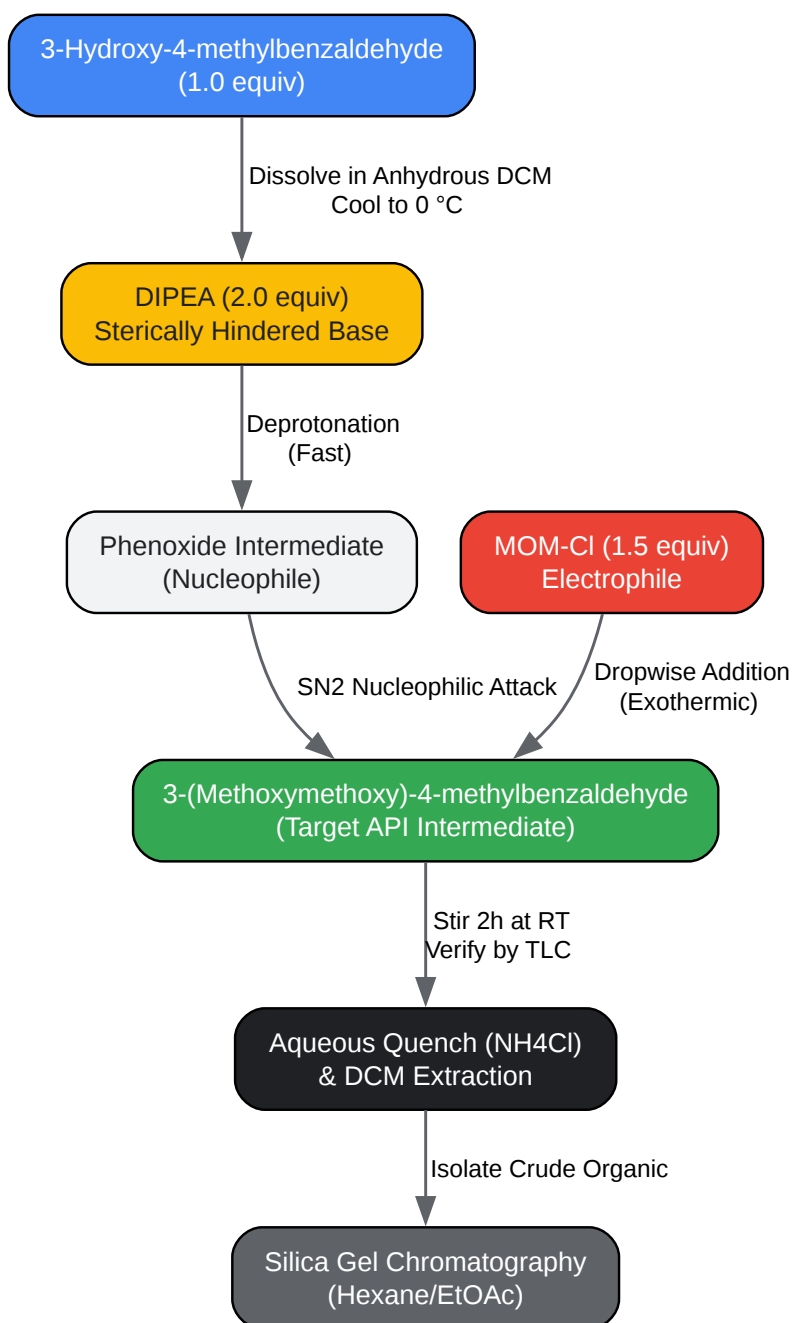 3-Hydroxy-4-methylbenzaldehyde
(1.0 equiv)
Dissolve in Anhydrous DCM
Cool to 0 °C
DIPEA (2.0 equiv)
Sterically Hindered Base
Deprotonation
(Fast)
Phenoxide Intermediate
(Nucleophile)
MOM-Cl (1.5 equiv)
Electrophile
SN2 Nucleophilic Attack
Dropwise Addition
(Exothermic)
3-(Methoxymethoxy)-4-methylbenzaldehyde
(Target API Intermediate)
Stir 2h at RT
Verify by TLC
Aqueous Quench (NH4Cl)
& DCM Extraction
Isolate Crude Organic
Silica Gel Chromatography
(Hexane/EtOAc)